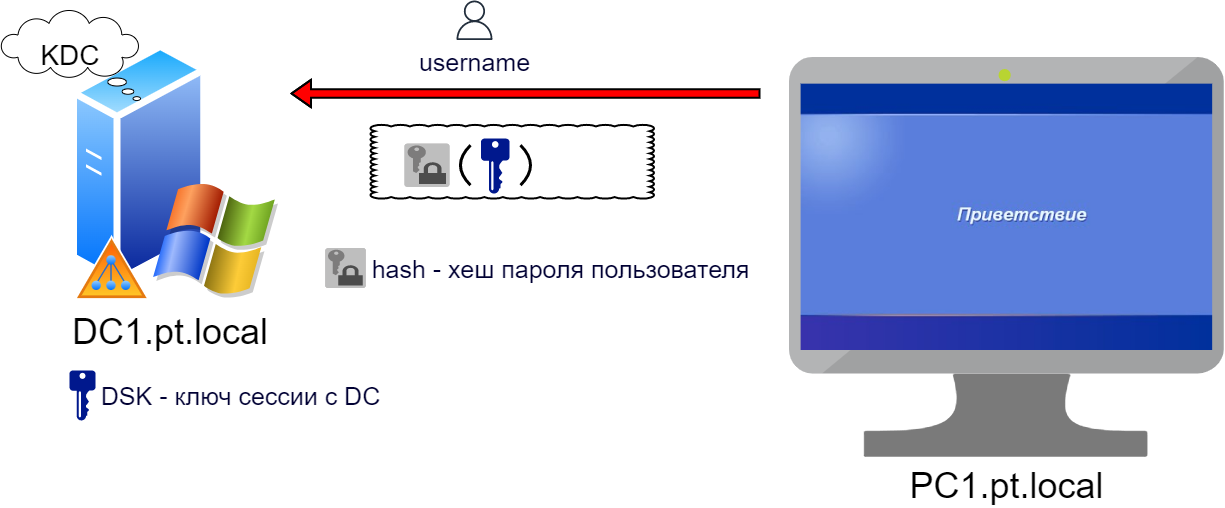 KDC
username
( )
Приветствие
hash - хеш пароля пользователя
DC1.pt.local
DSK - ключ сессии с DC
PC1.pt.local